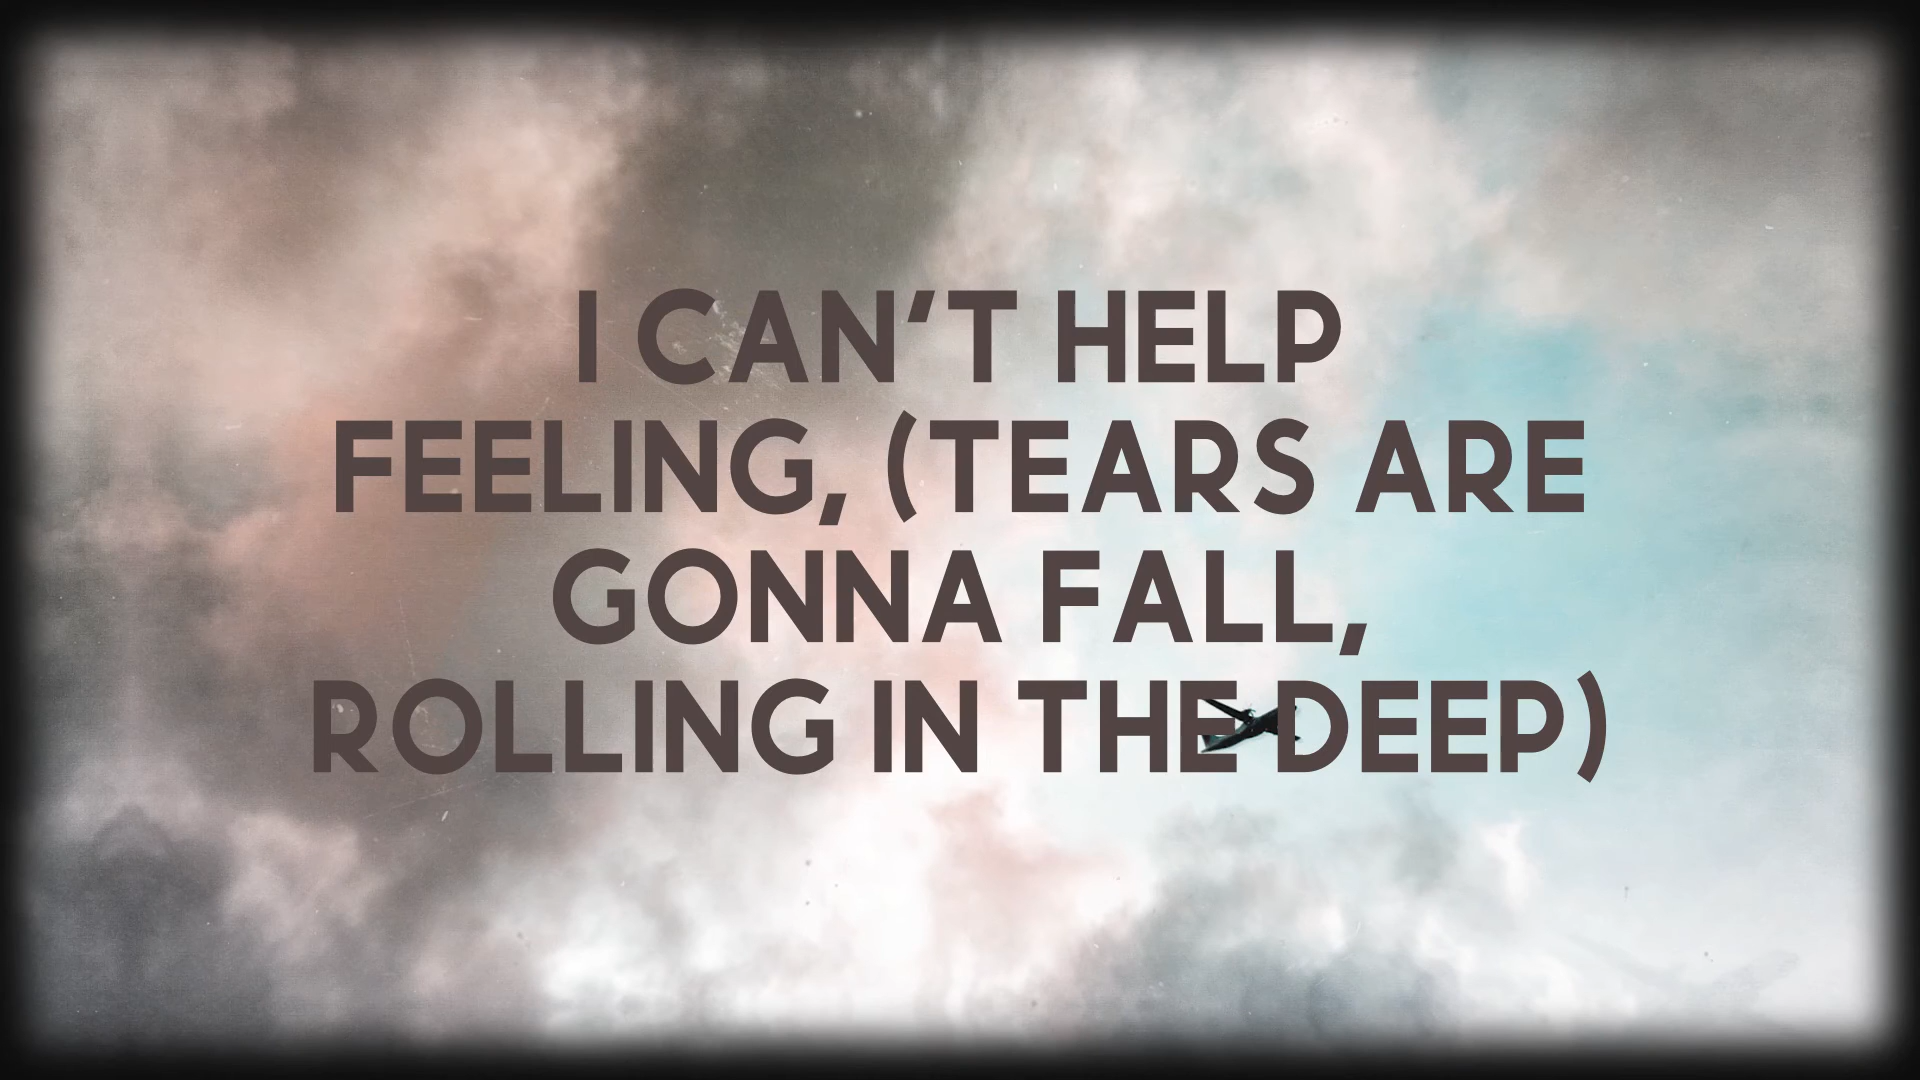 I CAN'T HELP
FEELING, (TEARS ARE
GONNA FALL,
ROLLING IN THE DEEP)